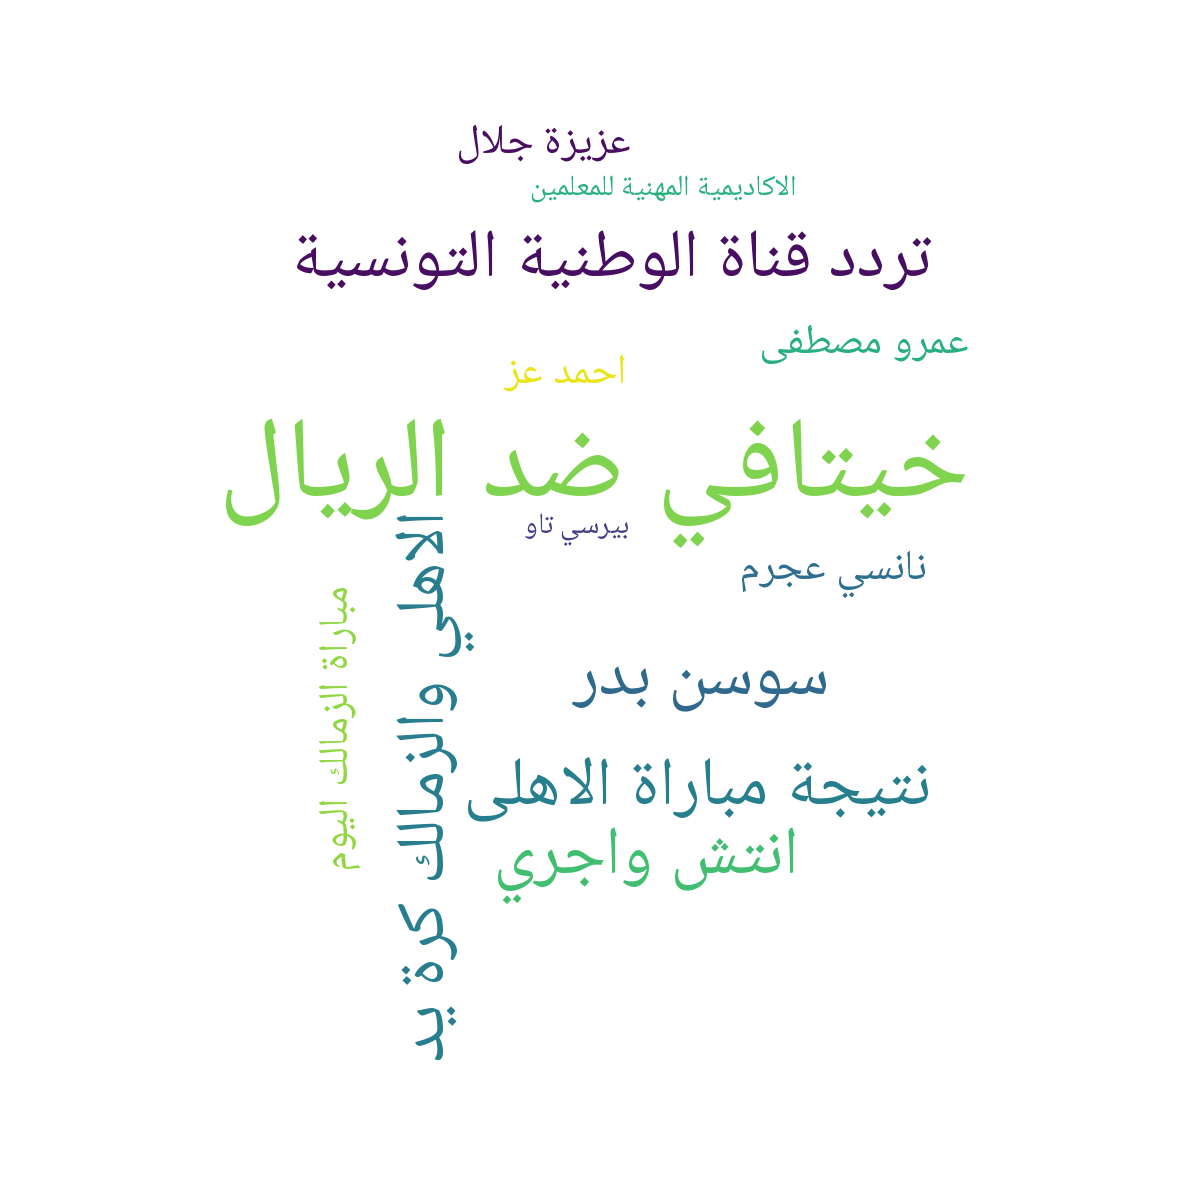 عزيزة جلال
الاكاديمية المهنية للمعلمين
تردد قناة الوطنية التونسية
عمرو مصطفى
احمد عز
خيتافي ضد الريال
بيرسي تاو
نانسي عجرم
الاهلي والزمالك كرة يد
مباراة الزمالك اليوم
سوسن بدر
نتيجة مباراة الاهلى
انتش واجري